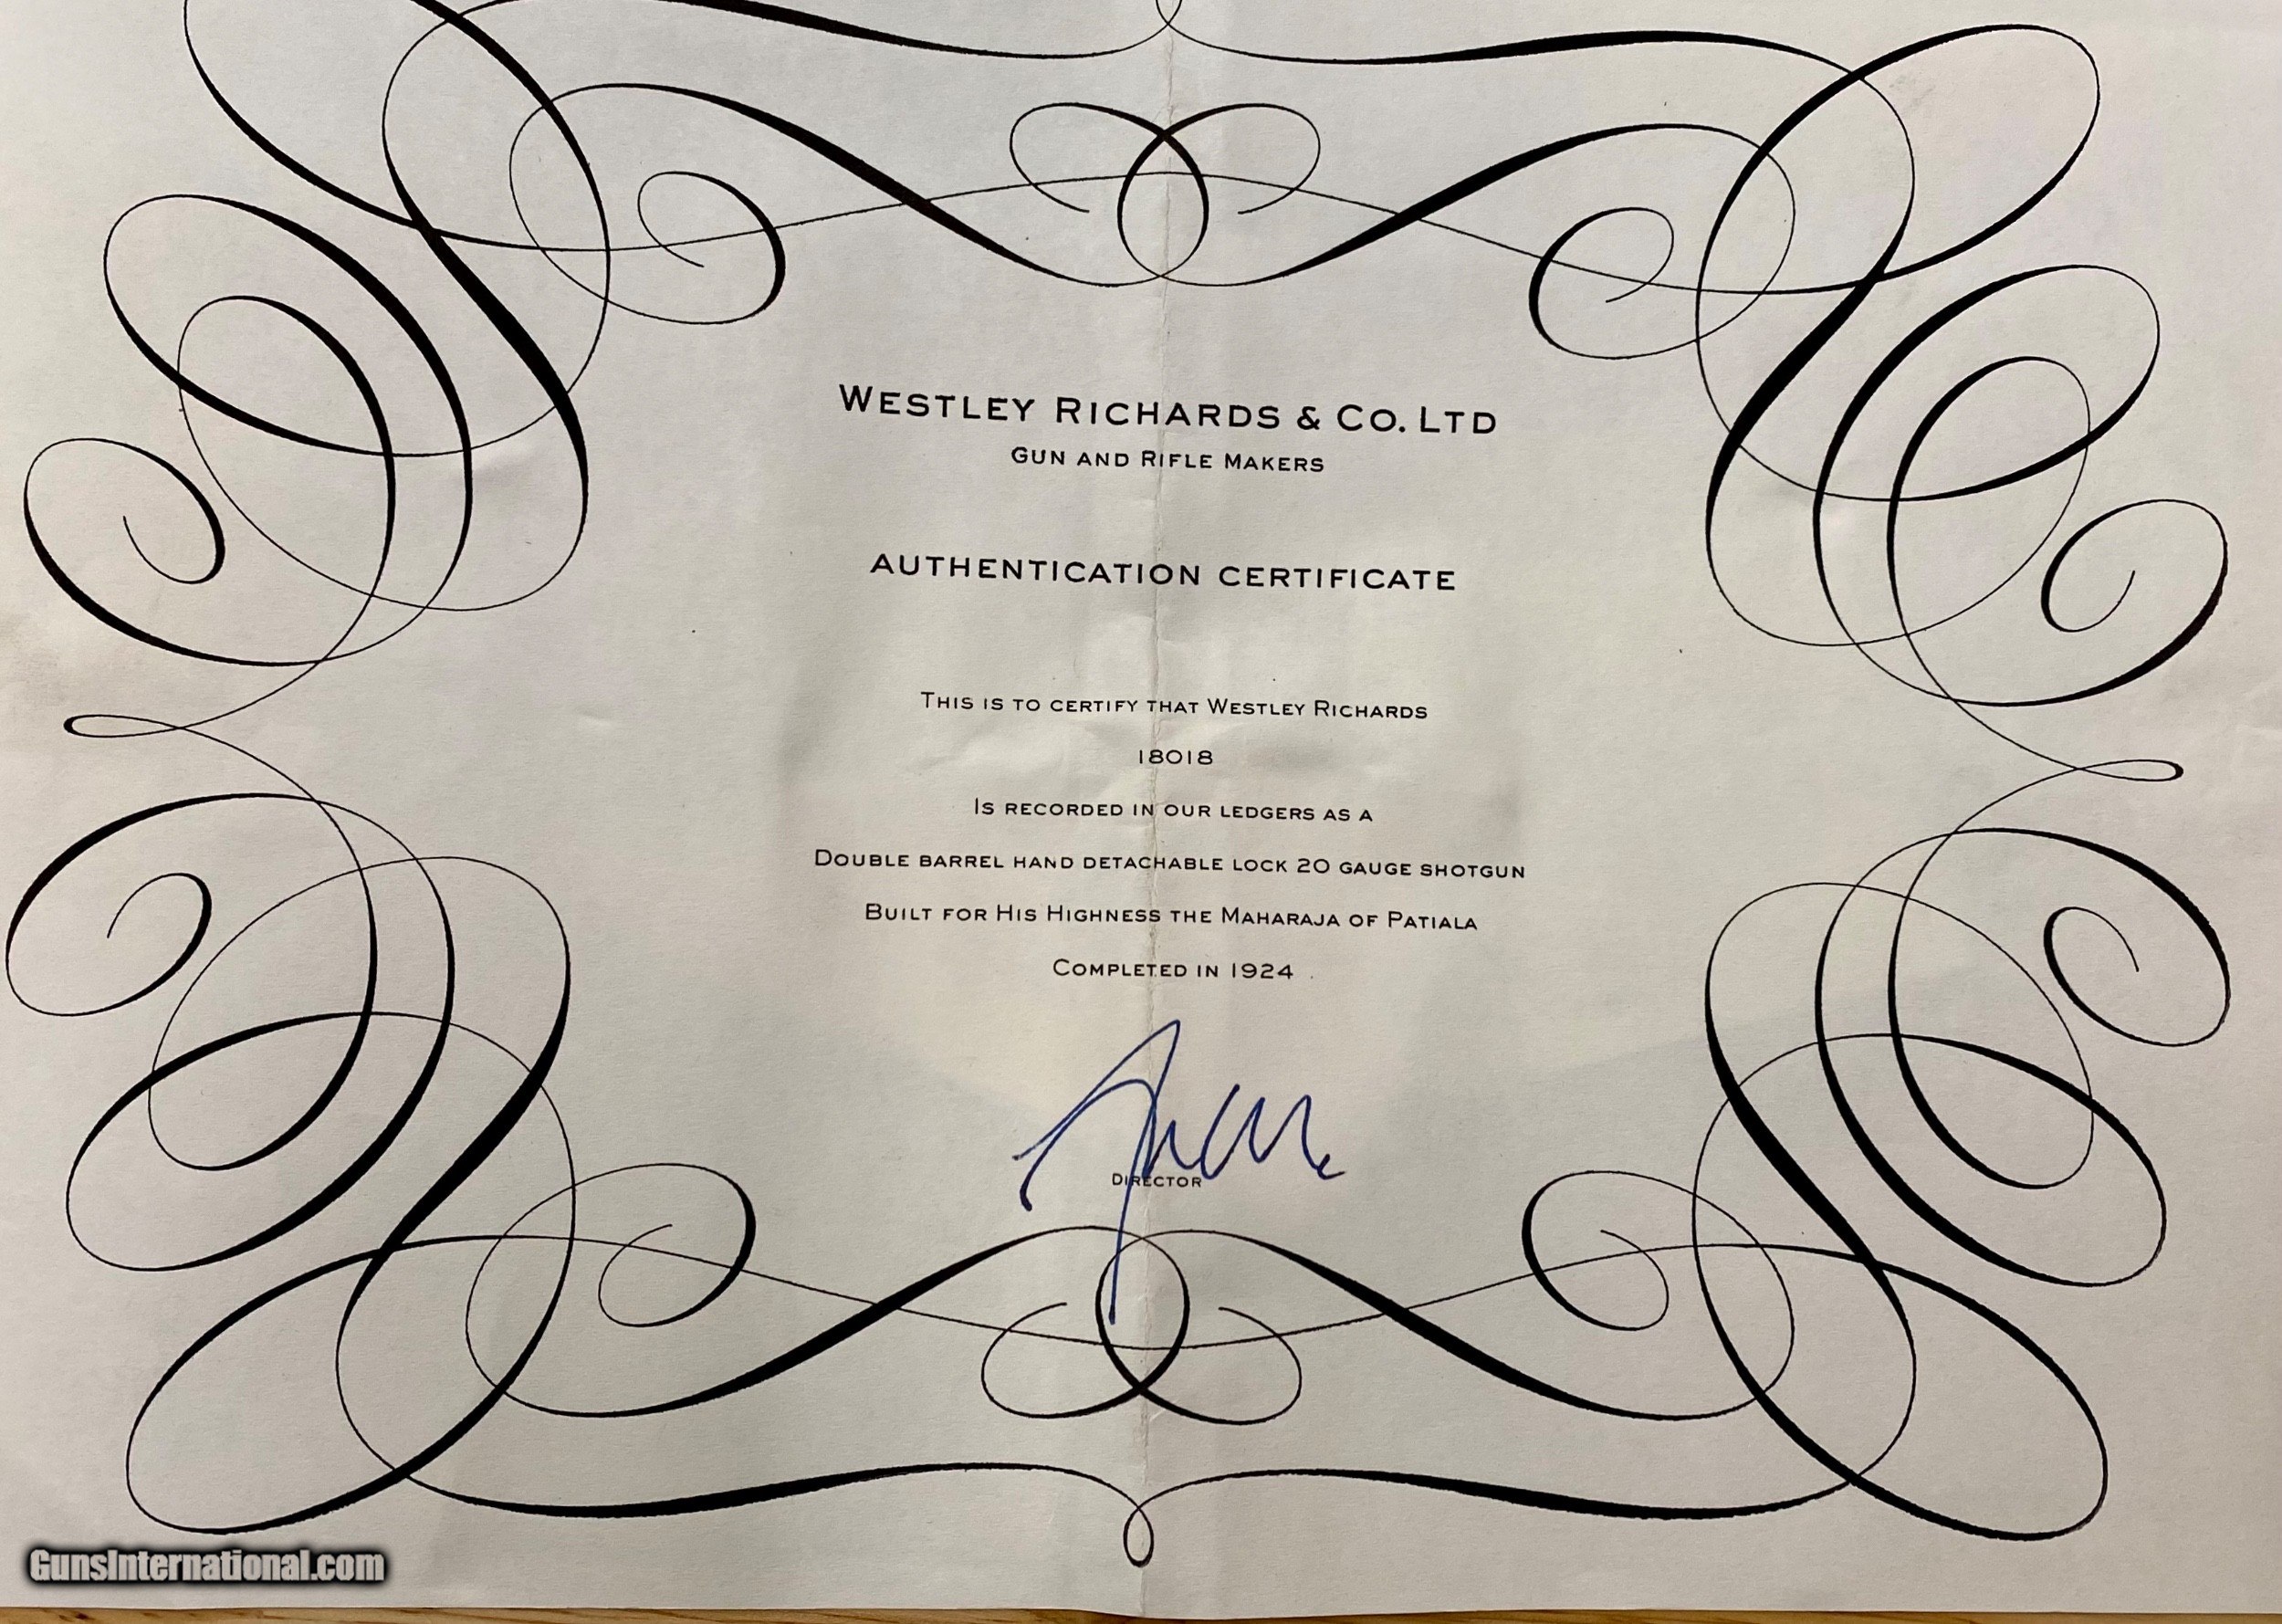 WESTLEY RICHARDS & CO. LTD
GUN AND RIFLE MAKERS
AUTHENTICATION CERTIFICATE
THIS IS TO CERTIFY THAT WESTLEY RICHARDS
18018
IS RECORDED IN OUR LEDGERS AS A
DOUBLE BARREL HAND DETACHABLE LOCK 20 GAUGE SHOTGUN
BUILT FOR HIS HIGHNESS THE MAHARAJA OF PATIALA
COMPLETED IN 1924
DIRECTOR
GunsInternational.com